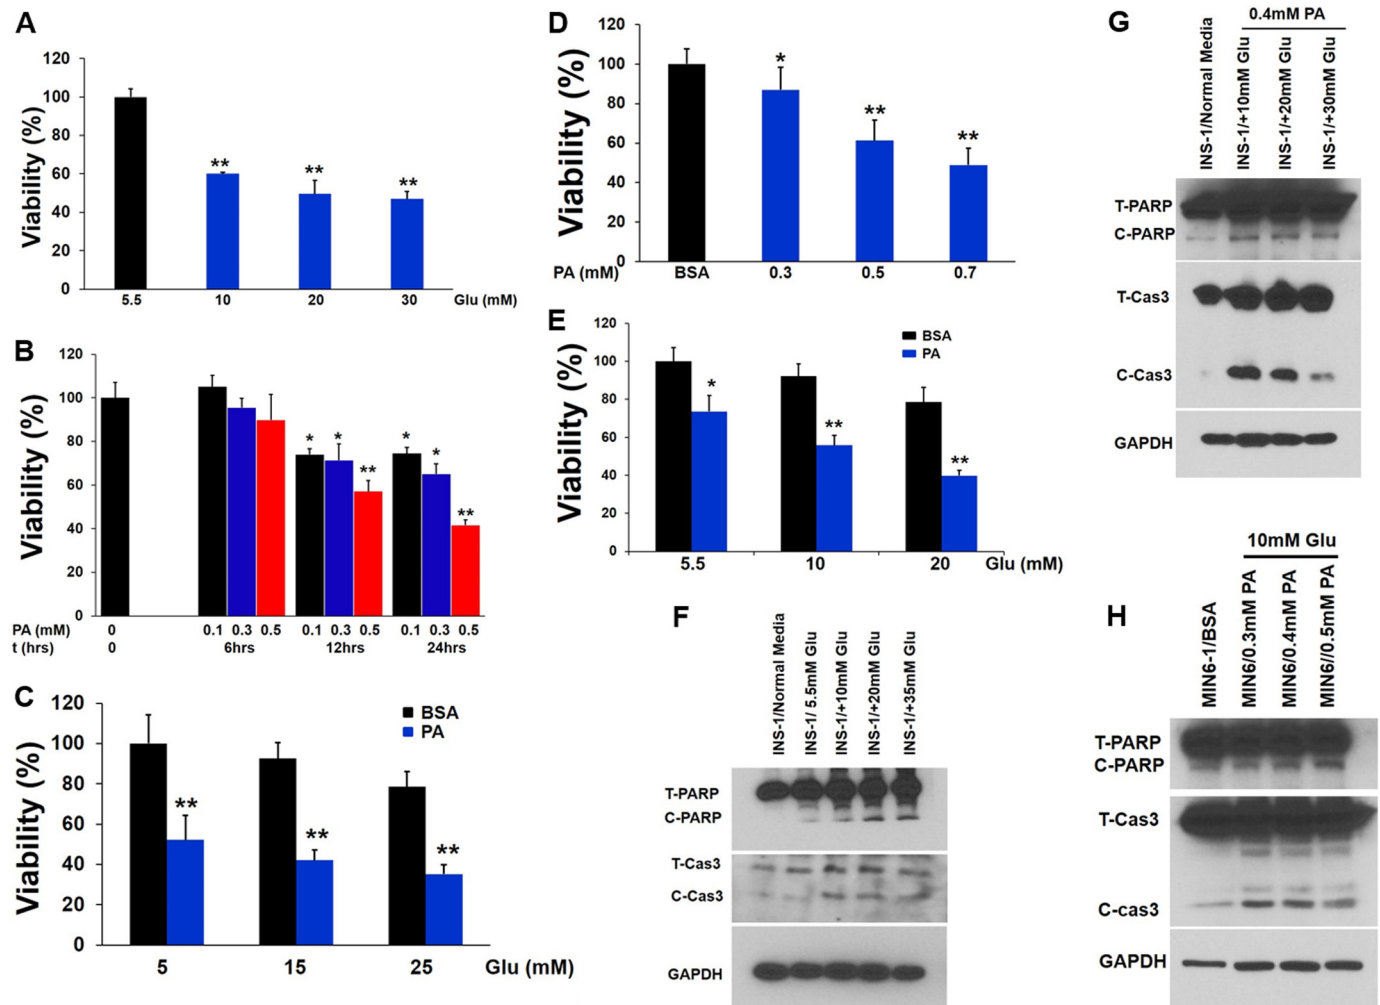 A
Viability (%)
120
100
80
60
40
20
0
** ** **
5.5 10 20 30 Glu (mM)
B
Viability (%)
120
100
80
60
40
20
0
* * ** * * **
PA (mM) 0 0.1 0.3 0.5 0.1 0.3 0.5 0.1 0.3 0.5
t (hrs) 0 6hrs 12hrs 24hrs
C
Viability (%)
120
100
80
60
40
20
0
BSA
PA
** ** **
5 15 25 Glu (mM)
D
Viability (%)
120
100
80
60
40
20
0
* ** **
PA (mM) BSA 0.3 0.5 0.7
E
Viability (%)
120
100
80
60
40
20
0
BSA
PA
* ** **
5.5 10 20 Glu (mM)
F
INS-1/Normal Media
INS-1/ 5.5mM Glu
INS-1/+10mM Glu
INS-1/+20mM Glu
INS-1/+35mM Glu
T-PARP
C-PARP
T-Cas3
C-Cas3
GAPDH
G
0.4mM PA
INS-1/Normal Media
INS-1/+10mM Glu
INS-1/+20mM Glu
INS-1/+30mM Glu
T-PARP
C-PARP
T-Cas3
C-Cas3
GAPDH
H
10mM Glu
MIN6-1/BSA
MIN6/0.3mM PA
MIN6/0.4mM PA
MIN6//0.5mM PA
T-PARP
C-PARP
T-Cas3
C-cas3
GAPDH